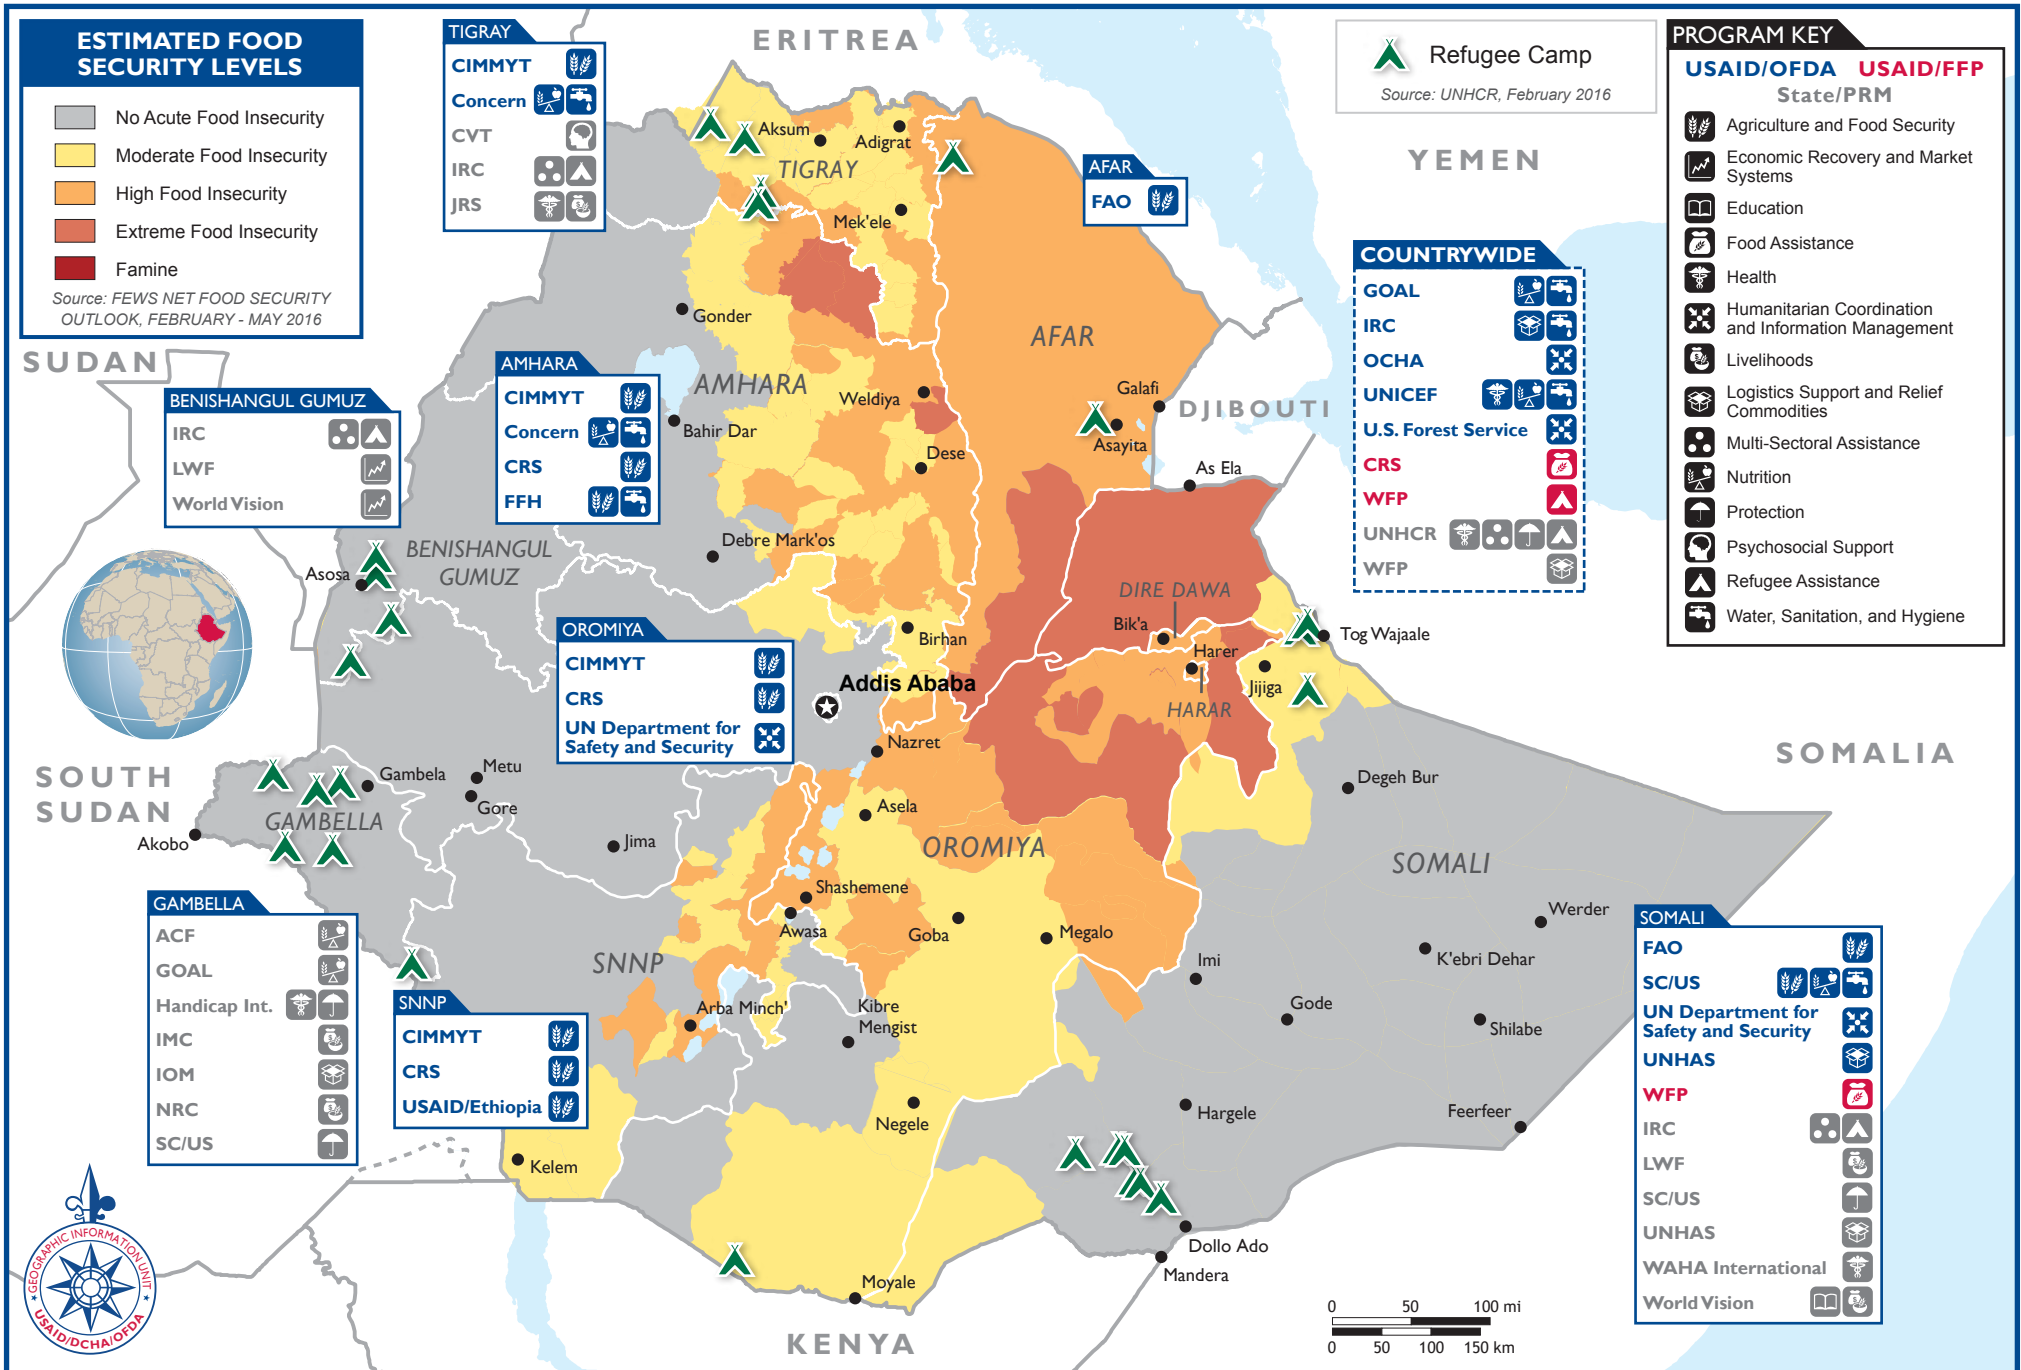 ESTIMATED FOOD
SECURITY LEVELS
No Acute Food Insecurity
Moderate Food Insecurity
High Food Insecurity
Extreme Food Insecurity
Famine
Source: FEWS NET FOOD SECURITY
OUTLOOK, FEBRUARY - MAY 2016
TIGRAY
CIMMYT
Concern
CVT
IRC
JRS
ERITREA
Refugee Camp
Source: UNHCR, February 2016
PROGRAM KEY
USAID/OFDA USAID/FFP
State/PRM
Agriculture and Food Security
Economic Recovery and Market
Systems
Education
Food Assistance
Health
Humanitarian Coordination
and Information Management
Livelihoods
Logistics Support and Relief
Commodities
Multi-Sectoral Assistance
Nutrition
Protection
Psychosocial Support
Refugee Assistance
Water, Sanitation, and Hygiene
YEMEN
AFAR
FAO
COUNTRYWIDE
GOAL
IRC
OCHA
UNICEF
U.S. Forest Service
CRS
WFP
UNHCR
WFP
Aksum
Adigrat
TIGRAY
Mek'ele
Gonder
AFAR
SUDAN
AMHARA
CIMMYT
Concern
CRS
FFH
AMHARA
Weldiya
Galafi
DJIBOUTI
Bahir Dar
Asayita
Dese
As Ela
BENISHANGUL GUMUZ
IRC
LWF
World Vision
BENISHANGUL
GUMUZ
Debre Mark'os
Asosa
DIRE DAWA
Bik'a
Harer
Tog Wajaale
Birhan
OROMIYA
CIMMYT
CRS
UN Department for
Safety and Security
Addis Ababa
Jijiga
HARAR
Nazret
SOMALIA
SOUTH
SUDAN
Gambela
Metu
Gore
Degeh Bur
Asela
GAMBELLA
Akobo
Jima
OROMIYA
SOMALI
Shashemene
Awasa
Goba
Megalo
Werder
K'ebri Dehar
Imi
Gode
Shilabe
SNNP
Arba Minch'
Kibre
Mengist
GAMBELLA
ACF
GOAL
Handicap Int.
IMC
IOM
NRC
SC/US
SNNP
CIMMYT
CRS
USAID/Ethiopia
SOMALI
FAO
SC/US
UN Department for
Safety and Security
UNHAS
WFP
IRC
LWF
SC/US
UNHAS
WAHA International
World Vision
Negele
Hargele
Feerfeer
Kelem
Dollo Ado
Mandera
Moyale
KENYA
GEOGRAPHIC INFORMATION UNIT
USAID/DCHA/OFDA
0 50 100 mi
0 50 100 150 km